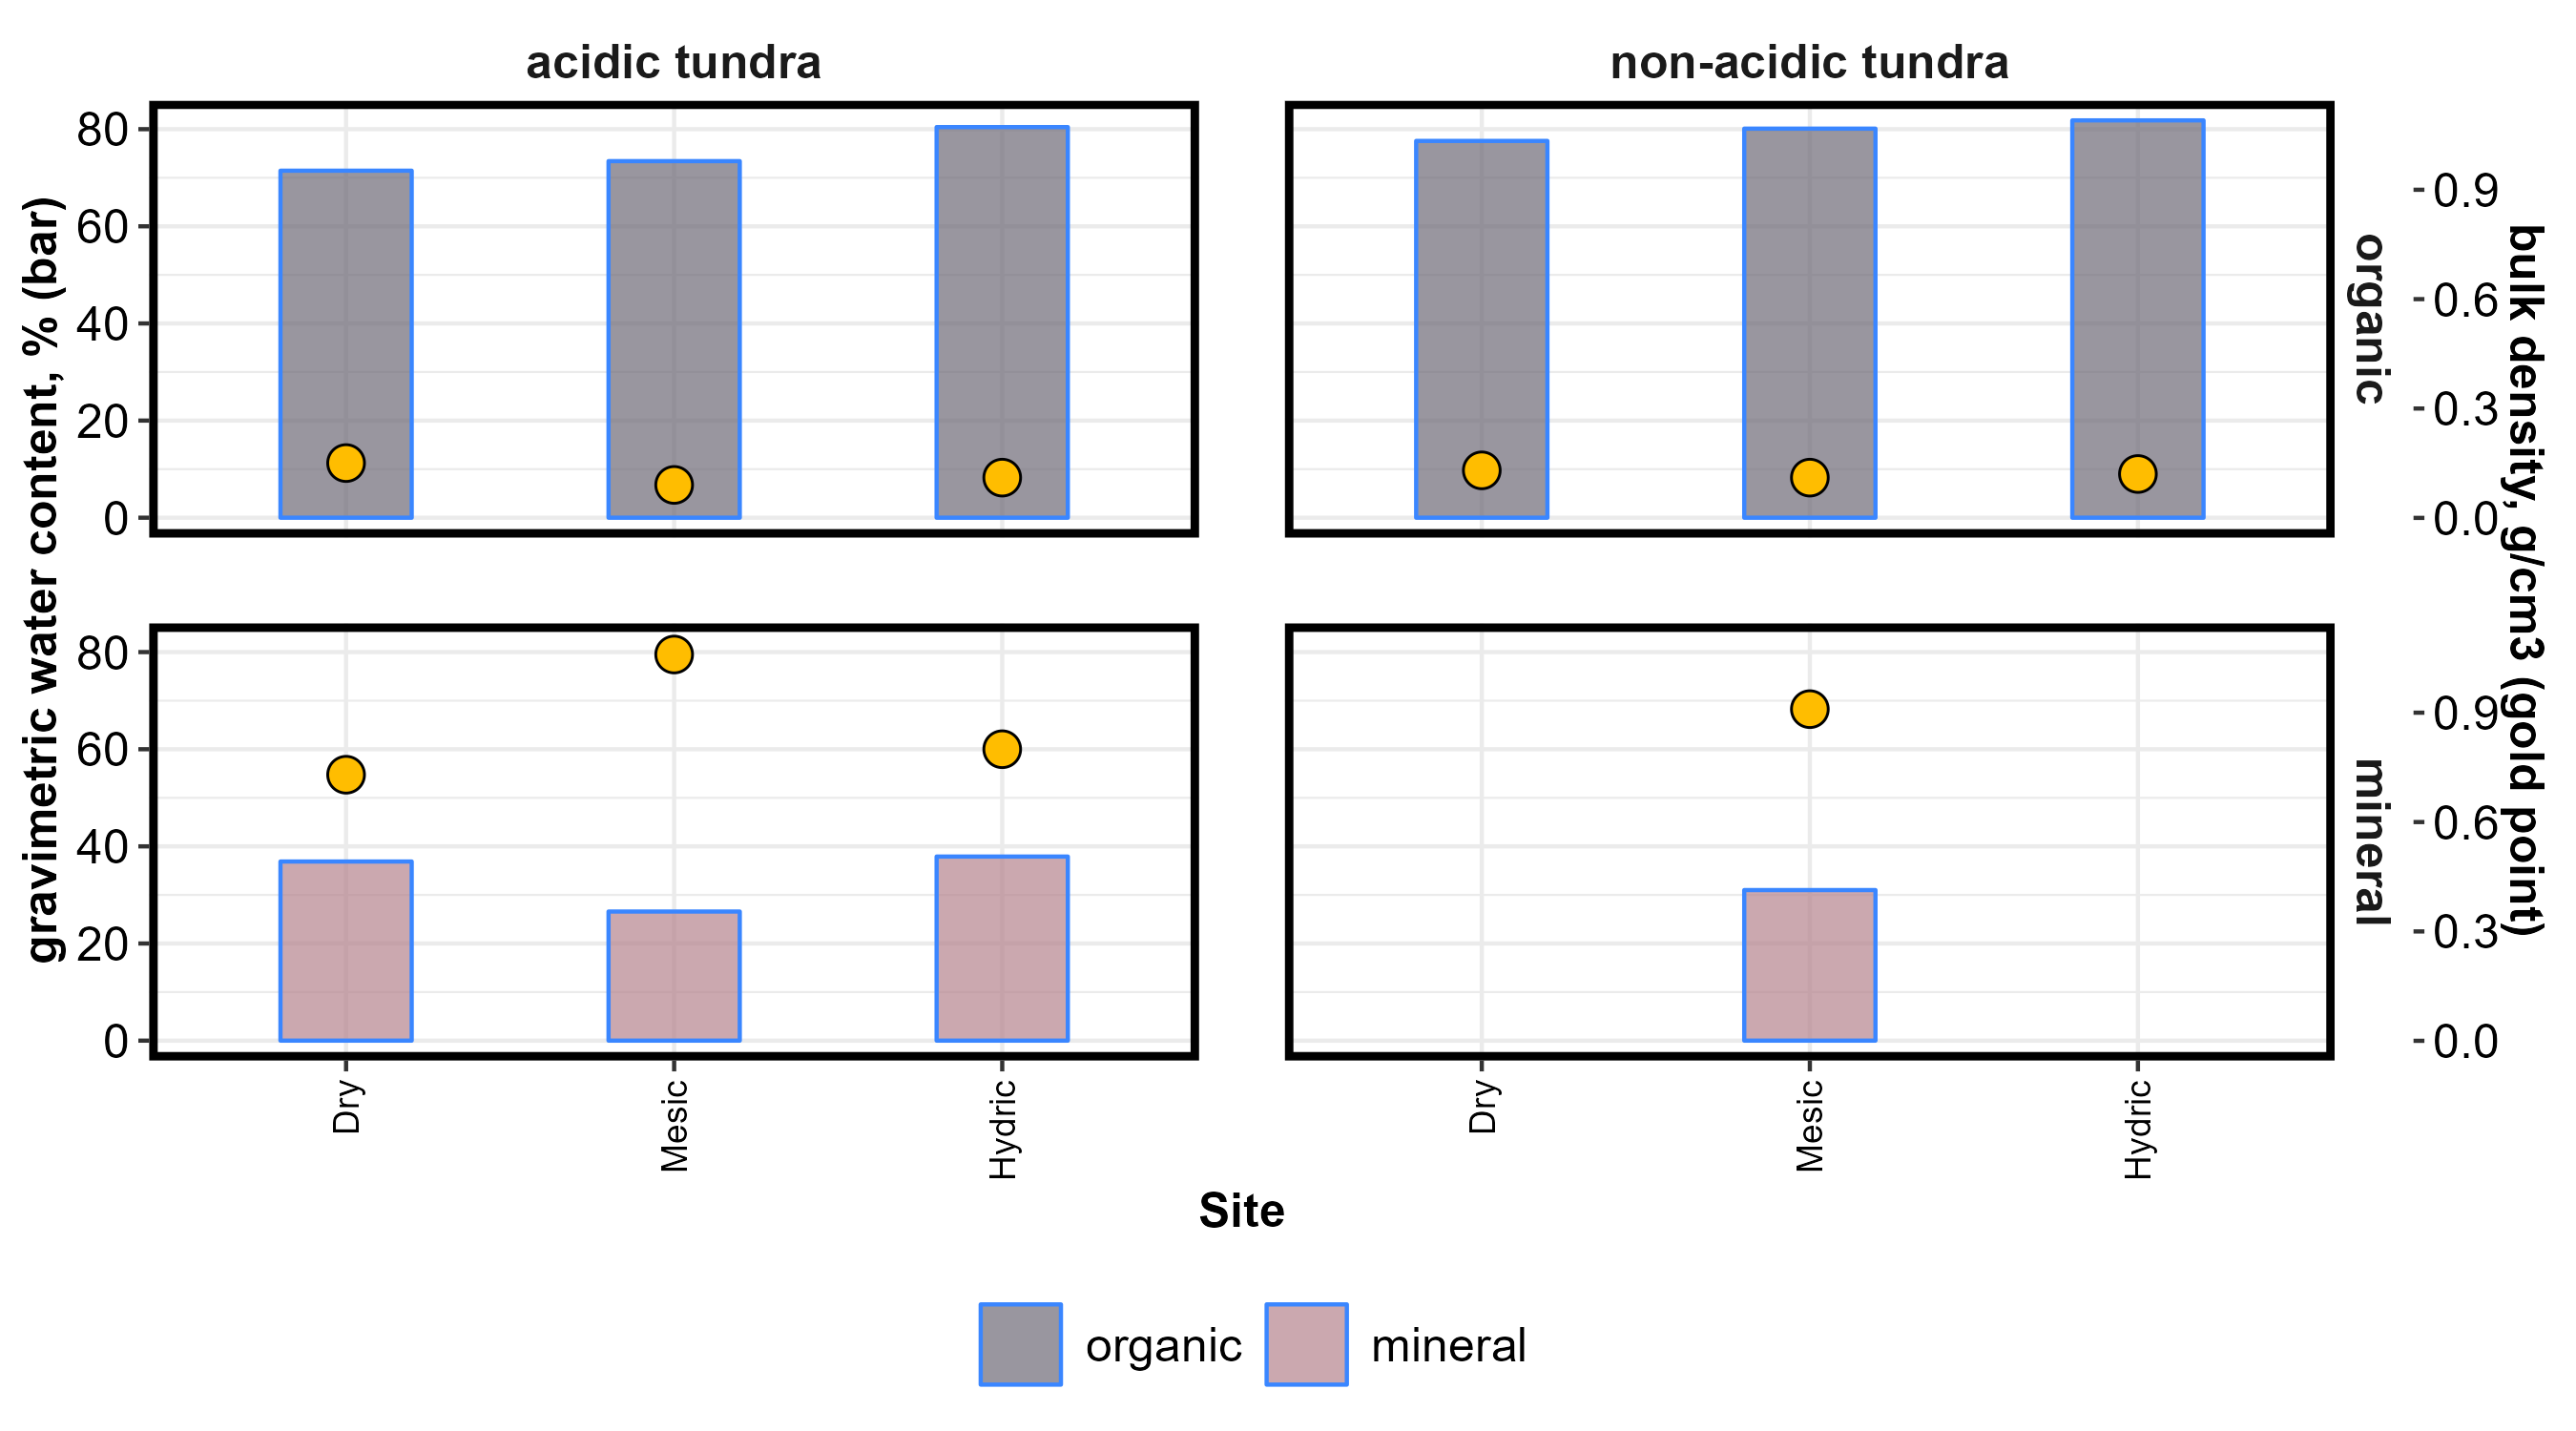 acidic tundra
non-acidic tundra
gravimetric water content, % (bar)
80
60
40
20
0
organic
0.9
0.6
0.3
0.0
bulk density, g/cm3 (gold point)
80
60
40
20
0
mineral
0.9
0.6
0.3
0.0
Dry
Mesic
Hydric
Dry
Mesic
Hydric
Site
organic
mineral